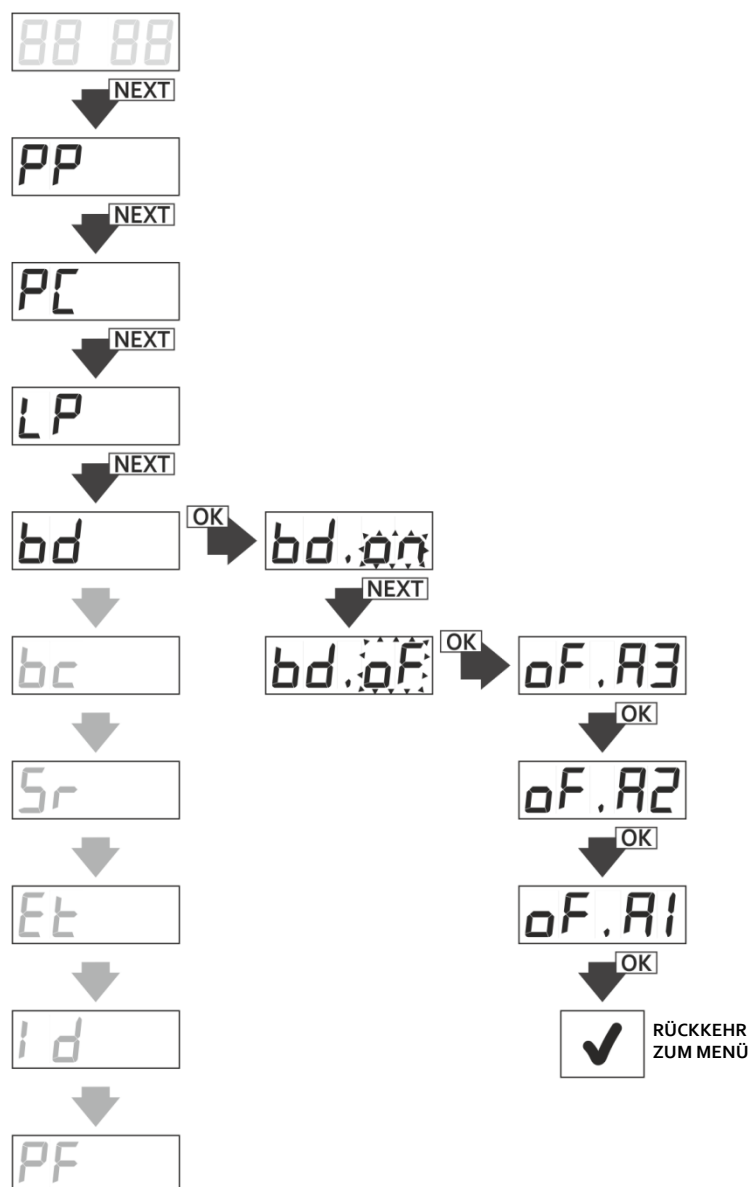 88 88
NEXT
PP
NEXT
PC
NEXT
LP
NEXT
bd
OK
bd.on
NEXT
bd.oF
OK
oF.A3
OK
oF.A2
OK
oF.A1
OK
RÜCKKEHR
ZUM MENÜ
bc
Sr
Et
Id
PF